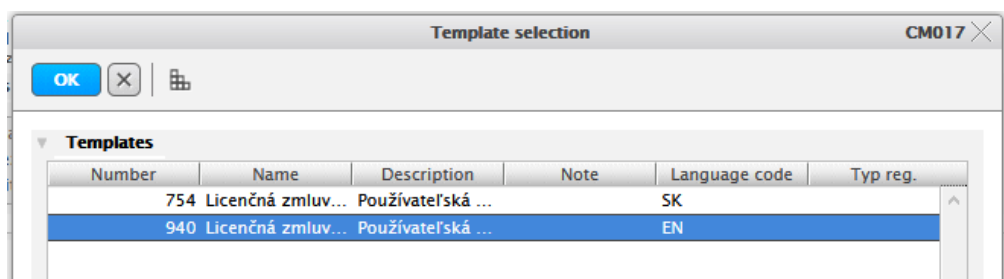 Template selection CM017
OK
Templates
Number Name Description Note Language code Typ reg.
754 Licenčná zmluv... Používateľská ... SK
940 Licenčná zmluv... Používateľská ... EN